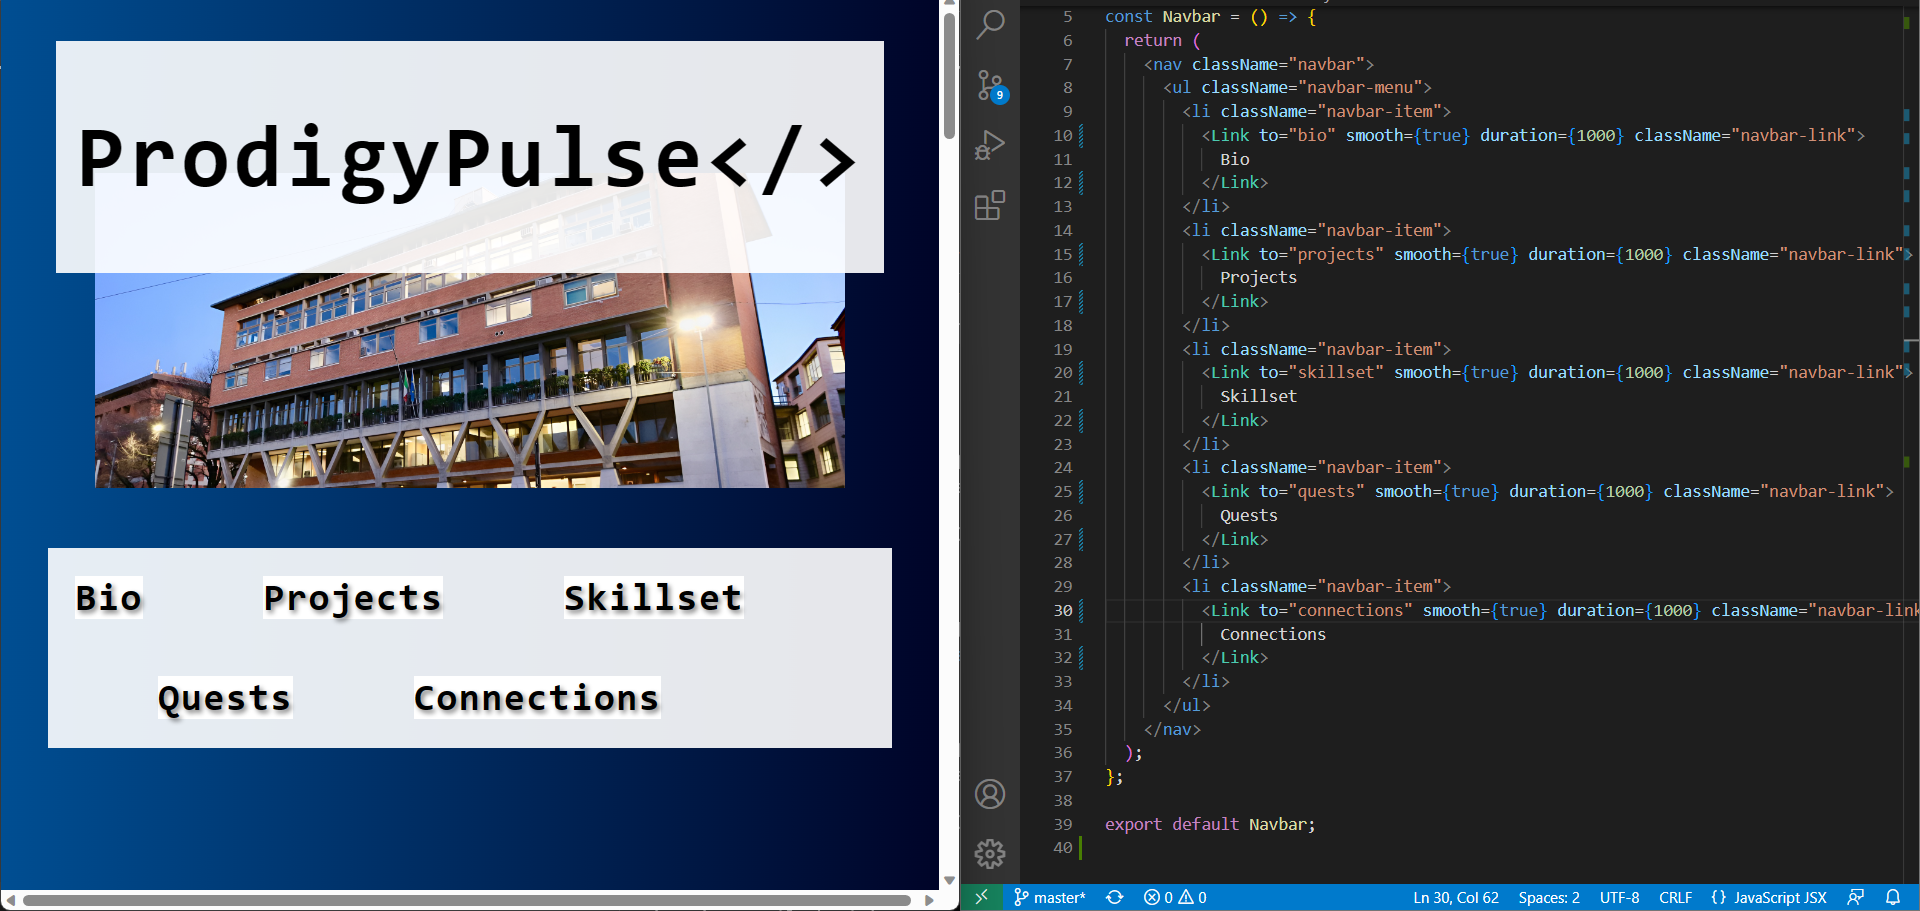 ProdigyPulse</>
Bio Projects Skillset
Quests Connections
9
5 const Navbar = () => {
6 return (
7 <nav className="navbar">
8 <ul className="navbar-menu">
9 <li className="navbar-item">
10 <Link to="bio" smooth={true} duration={1000} className="navbar-link">
11 Bio
12 </Link>
13 </li>
14 <li className="navbar-item">
15 <Link to="projects" smooth={true} duration={1000} className="navbar-link">
16 Projects
17 </Link>
18 </li>
19 <li className="navbar-item">
20 <Link to="skillset" smooth={true} duration={1000} className="navbar-link">
21 Skillset
22 </Link>
23 </li>
24 <li className="navbar-item">
25 <Link to="quests" smooth={true} duration={1000} className="navbar-link">
26 Quests
27 </Link>
28 </li>
29 <li className="navbar-item">
30 <Link to="connections" smooth={true} duration={1000} className="navbar-link
31 Connections
32 </Link>
33 </li>
34 </ul>
35 </nav>
36 );
37 };
38
39 export default Navbar;
40
master* 0 0 Ln 30, Col 62 Spaces: 2 UTF-8 CRLF {} JavaScript JSX